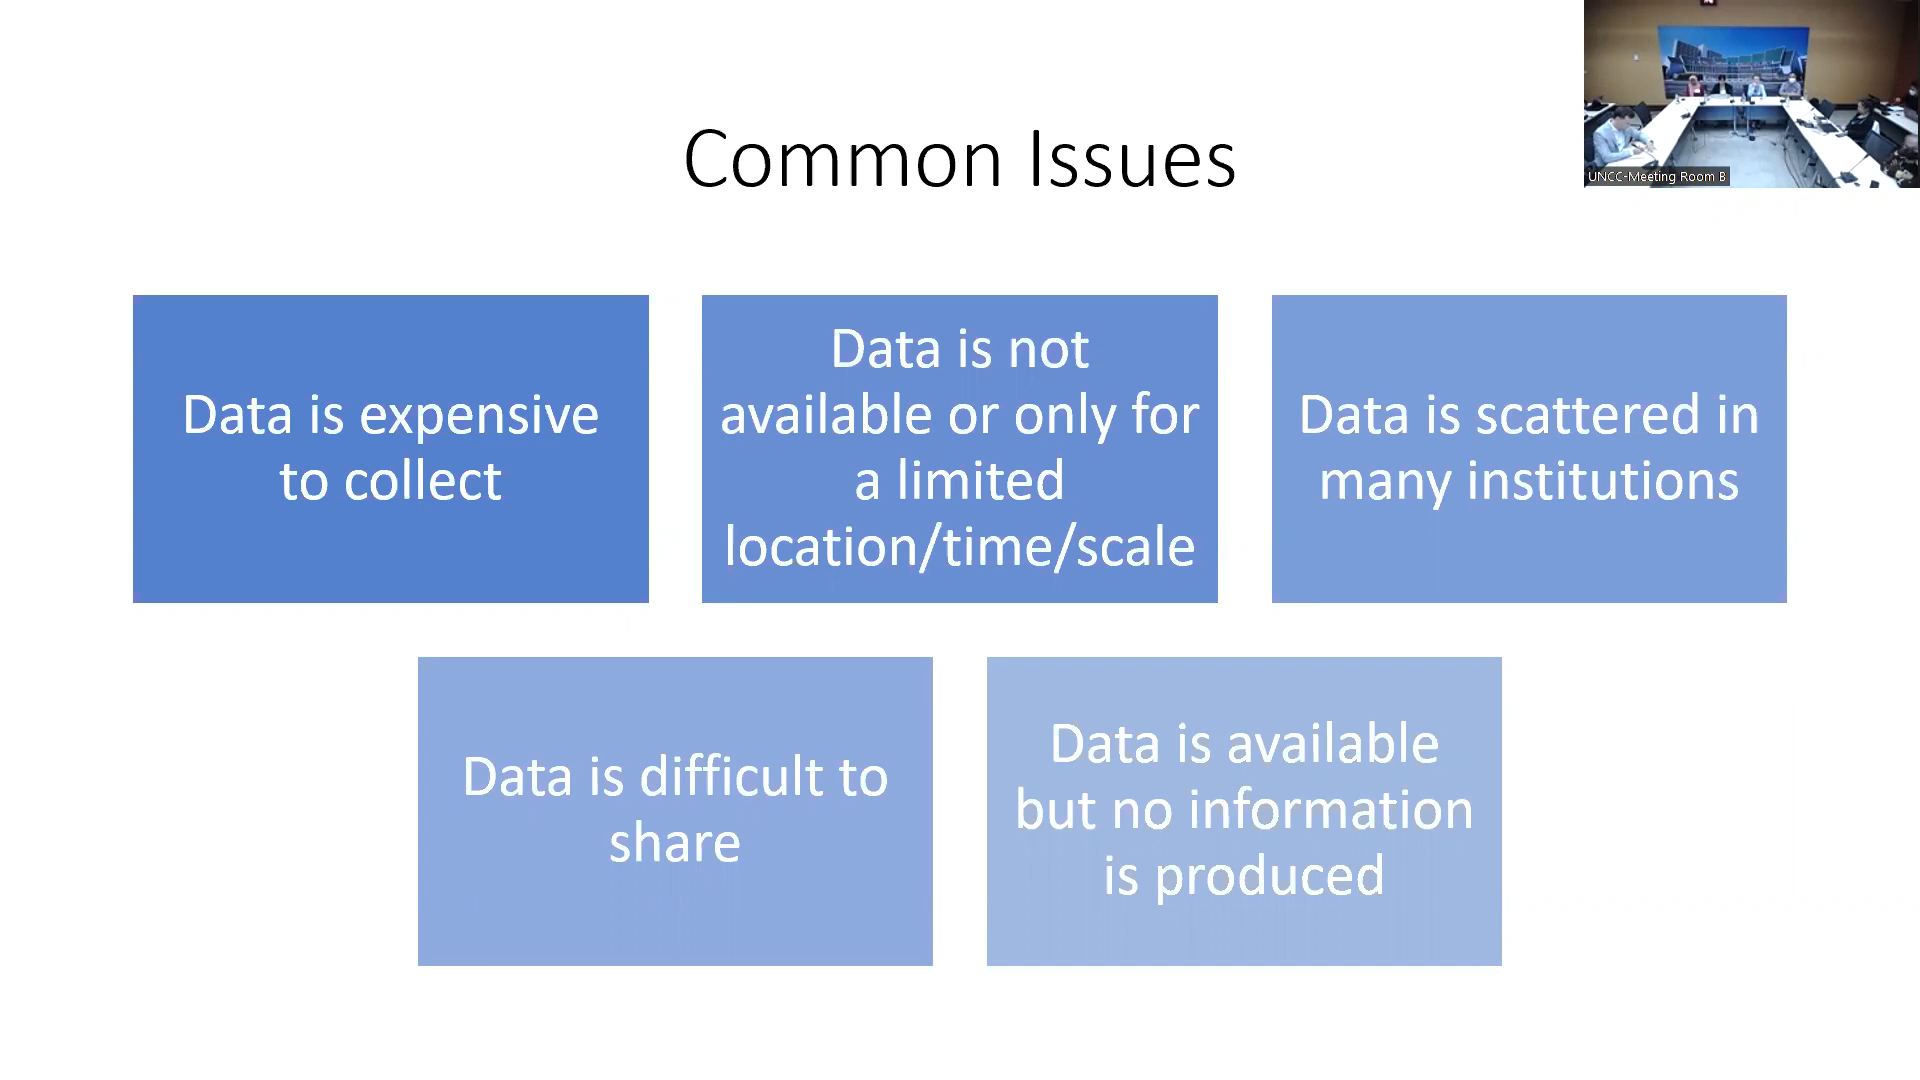 UNCC-Meeting Room B
Common Issues
Data is expensive
to collect
Data is not
available or only for
a limited
location/time/scale
Data is scattered in
many institutions
Data is difficult to
share
Data is available
but no information
is produced